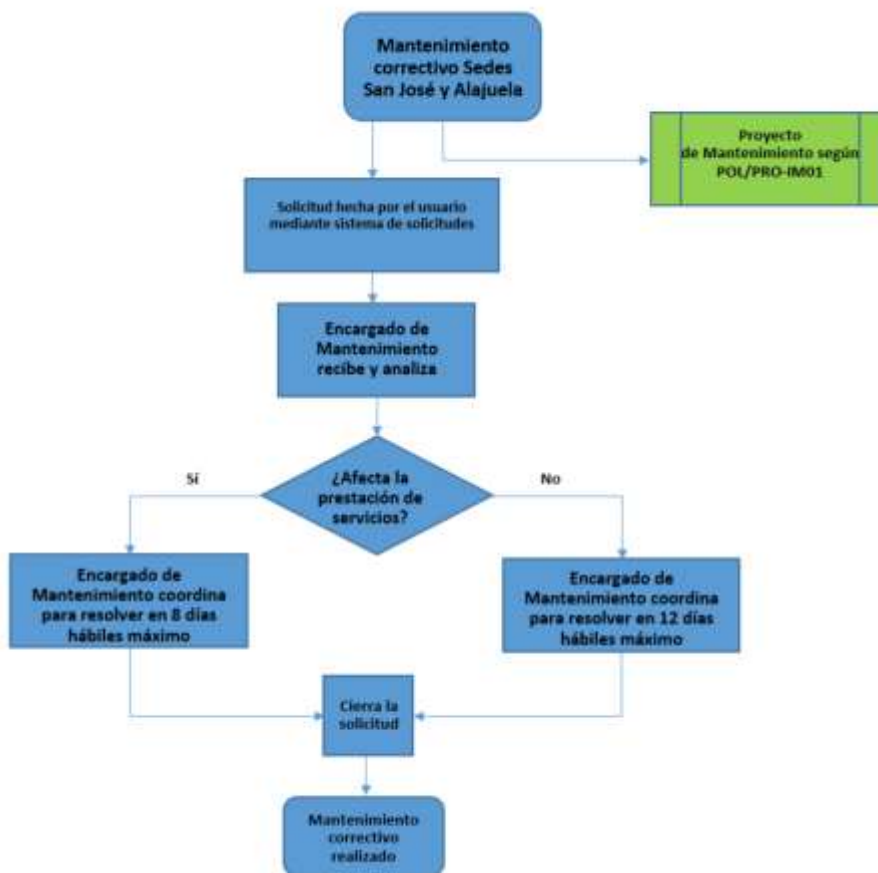 Mantenimiento
correctivo Sedes
San José y Alajuela
Proyecto
de Mantenimiento según
POL/PRO-IM01
Solicitud hecha por el usuario
mediante sistema de solicitudes
Encargado de
Mantenimiento
recibe y analiza
¿Afecta la
prestación de
servicios?
Sí
No
Encargado de
Mantenimiento coordina
para resolver en 8 días
hábiles máximo
Encargado de
Mantenimiento coordina
para resolver en 12 días
hábiles máximo
Cierra la
solicitud
Mantenimiento
correctivo
realizado